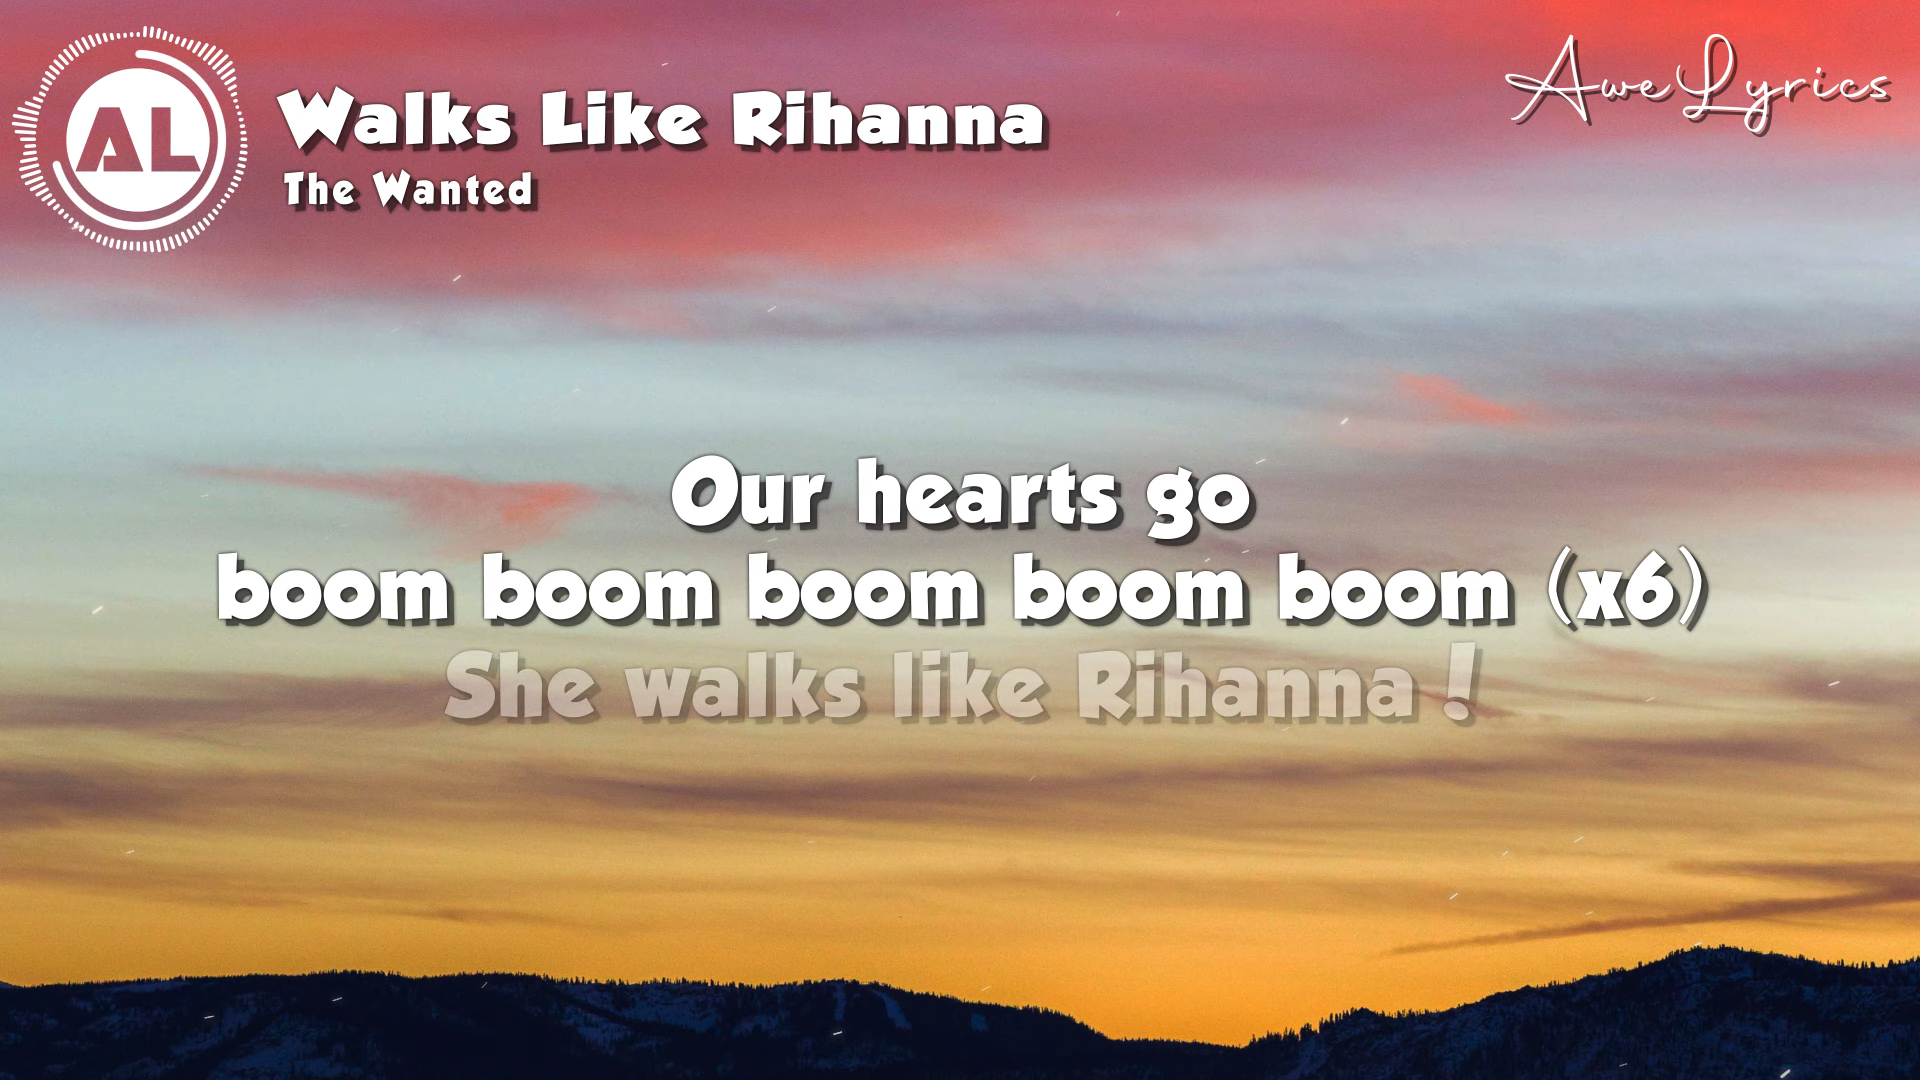 AL
Walks Like Rihanna
The Wanted
AweLyrics
Our hearts go
boom boom boom boom boom (x6)
She walks like Rihanna!